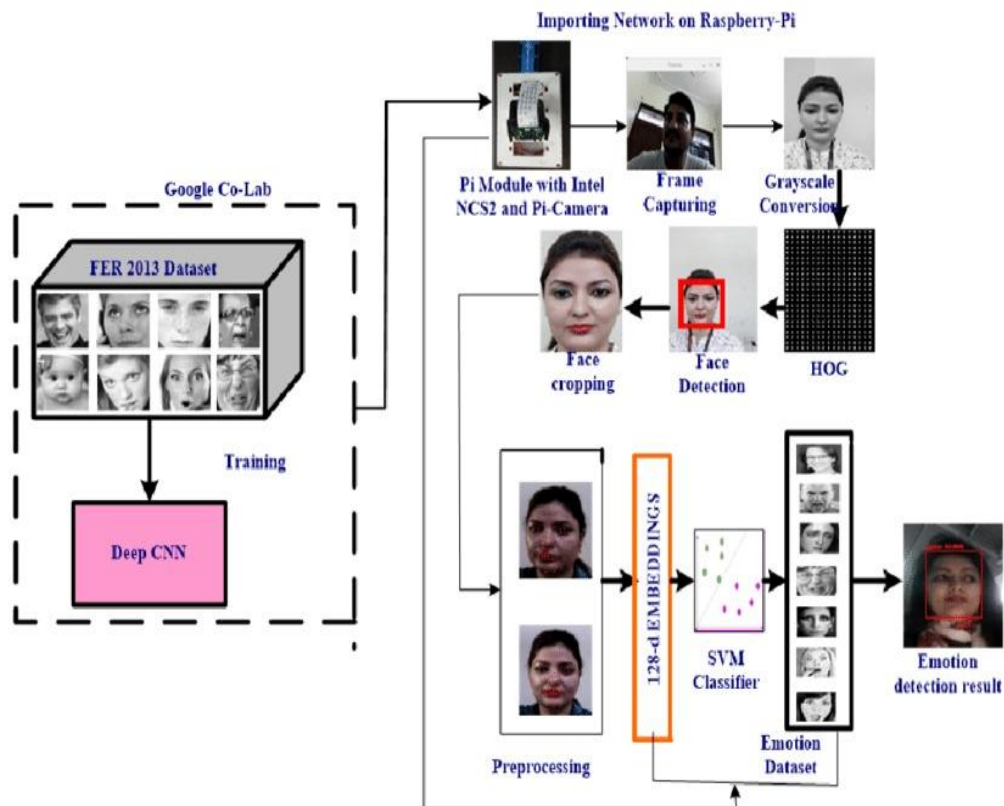 Importing Network on Raspberry-Pi
Pi Module with Intel
NCS2 and Pi-Camera
Frame
Capturing
Grayscale
Conversion
Google Co-Lab
FER 2013 Dataset
Training
Deep CNN
Face
cropping
Face
Detection
HOG
Preprocessing
128-d EMBEDDINGS
SVM
Classifier
Emotion
Dataset
Emotion
detection result